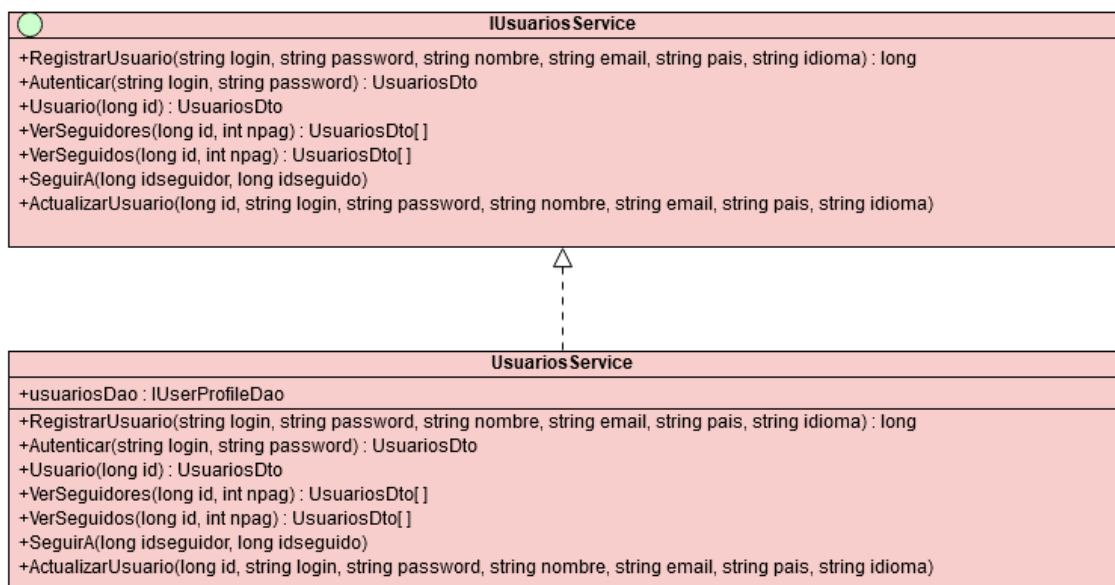 IUsuariosService
+RegistrarUsuario(string login, string password, string nombre, string email, string pais, string idioma) : long
+Autenticar(string login, string password) : UsuariosDto
+Usuario(long id) : UsuariosDto
+VerSeguidores(long id, int npag) : UsuariosDto[ ]
+VerSeguidos(long id, int npag) : UsuariosDto[ ]
+SeguirA(long idseguidor, long idseguido)
+ActualizarUsuario(long id, string login, string password, string nombre, string email, string pais, string idioma)
UsuariosService
+usuariosDao : IUserProfileDao
+RegistrarUsuario(string login, string password, string nombre, string email, string pais, string idioma) : long
+Autenticar(string login, string password) : UsuariosDto
+Usuario(long id) : UsuariosDto
+VerSeguidores(long id, int npag) : UsuariosDto[ ]
+VerSeguidos(long id, int npag) : UsuariosDto[ ]
+SeguirA(long idseguidor, long idseguido)
+ActualizarUsuario(long id, string login, string password, string nombre, string email, string pais, string idioma)